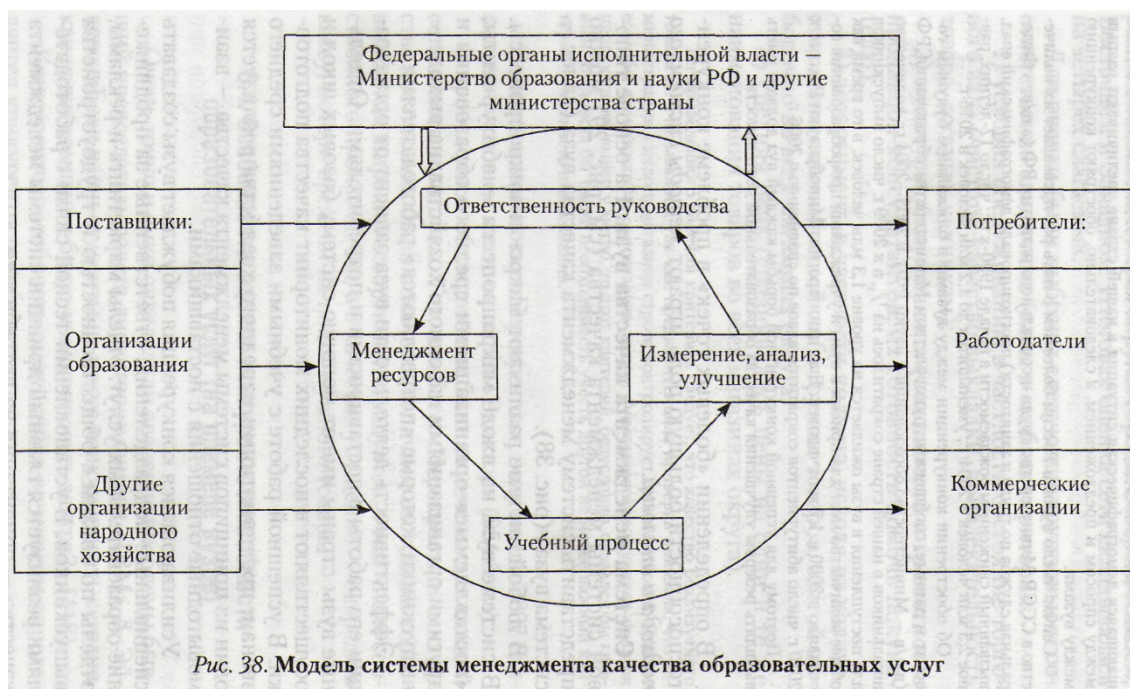 Федеральные органы исполнительной власти —
Министерство образования и науки РФ и другие
министерства страны
Поставщики:
Ответственность руководства
Потребители:
Организации
образования
Менеджмент
ресурсов
Измерение, анализ,
улучшение
Работодатели
Другие
организации
народного
хозяйства
Учебный процесс
Коммерческие
организации
Рис. 38. Модель системы менеджмента качества образовательных услуг